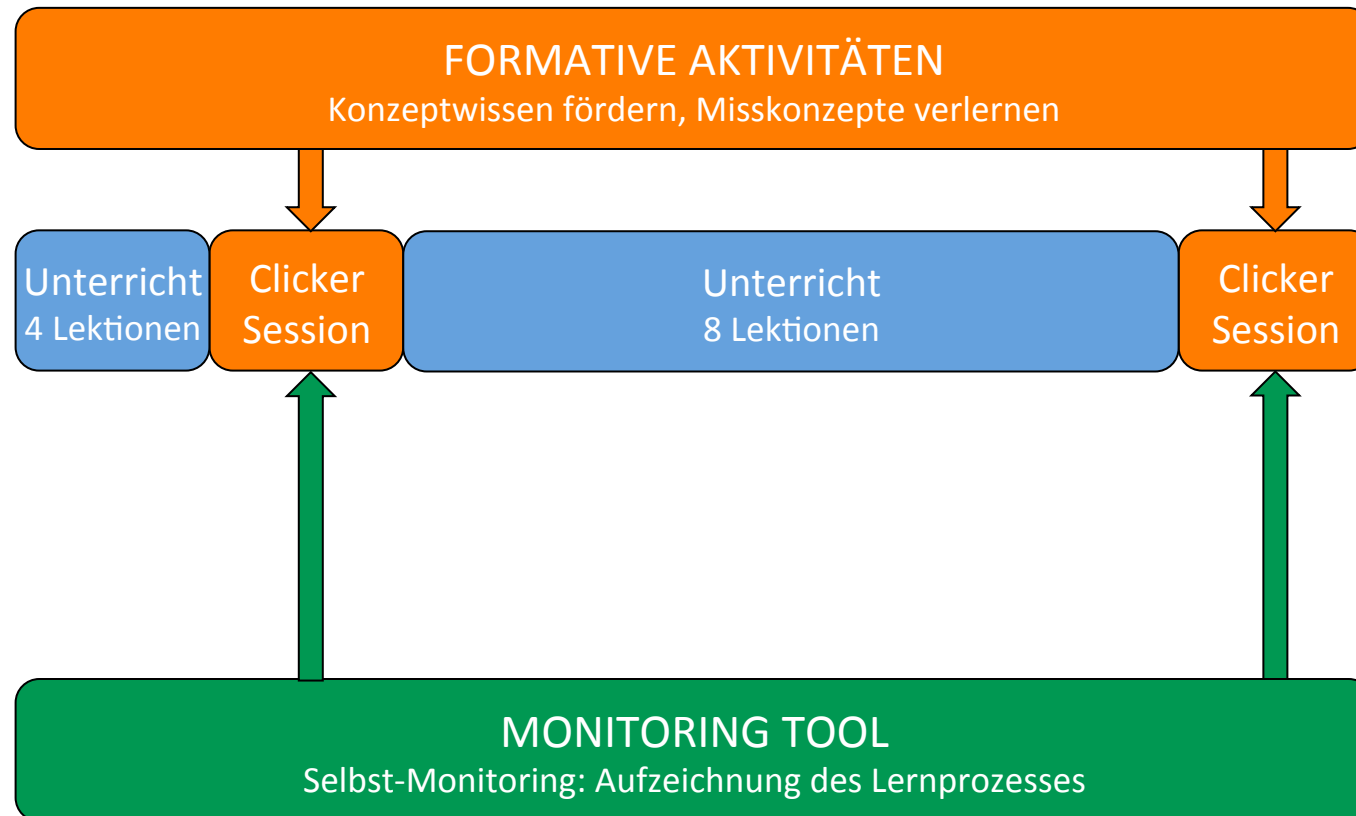 FORMATIVE AKTIVITÄTEN
Konzeptwissen fördern, Misskonzepte verlernen
Unterricht
4 Lektionen
Clicker
Session
Unterricht
8 Lektionen
Clicker
Session
MONITORING TOOL
Selbst-Monitoring: Aufzeichnung des Lernprozesses